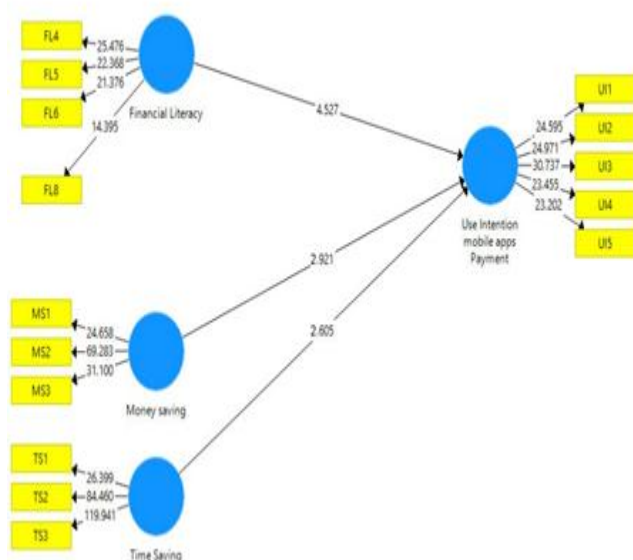 FL4
25.476
FL5
22.368
FL6
21.376
Financial Literacy
14.395
FL8
4.527
UI1
24.595
UI2
24.971
UI3
30.737
UI4
23.455
UI5
23.202
Use Intention
mobile apps
Payment
2.921
MS1
24.658
MS2
69.283
MS3
31.100
Money saving
2.605
TS1
26.399
TS2
84.460
TS3
119.941
Time Saving